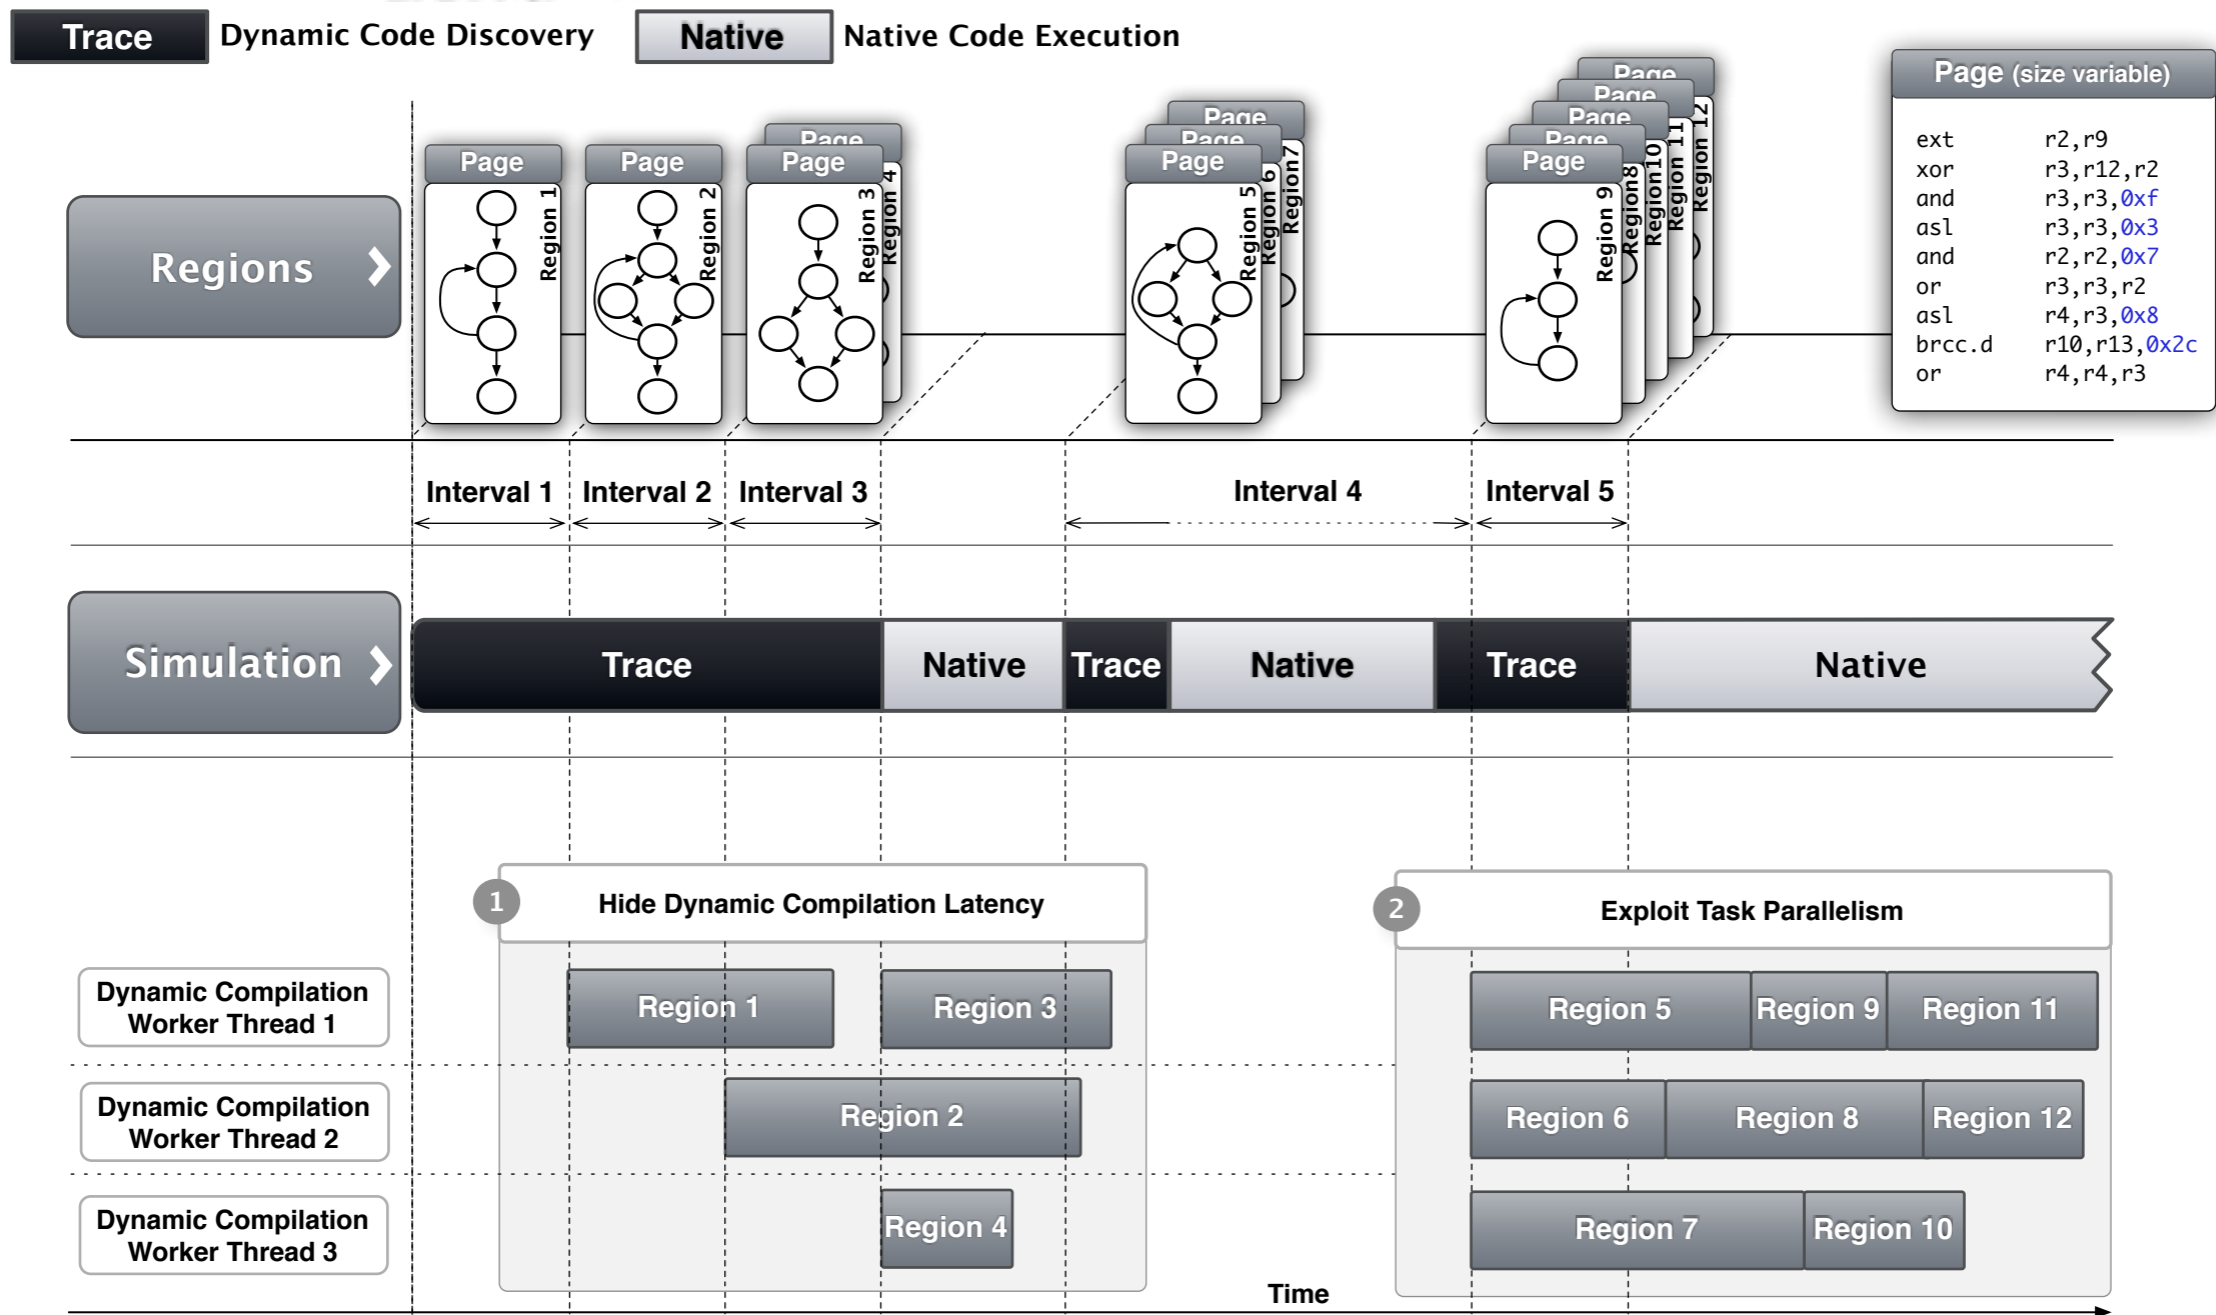 Trace Dynamic Code Discovery Native Native Code Execution
Page
Page
Page
Page
Page
Page
Page
Page
Page
Page
Page
Page
Region 1
Region 2
Region 3
Region 4
Region 5
Region 6
Region7
Region 9
Region8
Region10
Region 11
Region 12
Page (size variable)
ext r2,r9
xor r3,r12,r2
and r3,r3,0xf
asl r3,r3,0x3
and r2,r2,0x7
or r3,r3,r2
asl r4,r3,0x8
brcc.d r10,r13,0x2c
or r4,r4,r3
Regions
Interval 1 Interval 2 Interval 3 Interval 4 Interval 5
Simulation
Trace Native Trace Native Trace Native
1 Hide Dynamic Compilation Latency
2 Exploit Task Parallelism
Dynamic Compilation
Worker Thread 1
Region 1 Region 3 Region 5 Region 9 Region 11
Dynamic Compilation
Worker Thread 2
Region 2 Region 6 Region 8 Region 12
Dynamic Compilation
Worker Thread 3
Region 4 Region 7 Region 10
Time